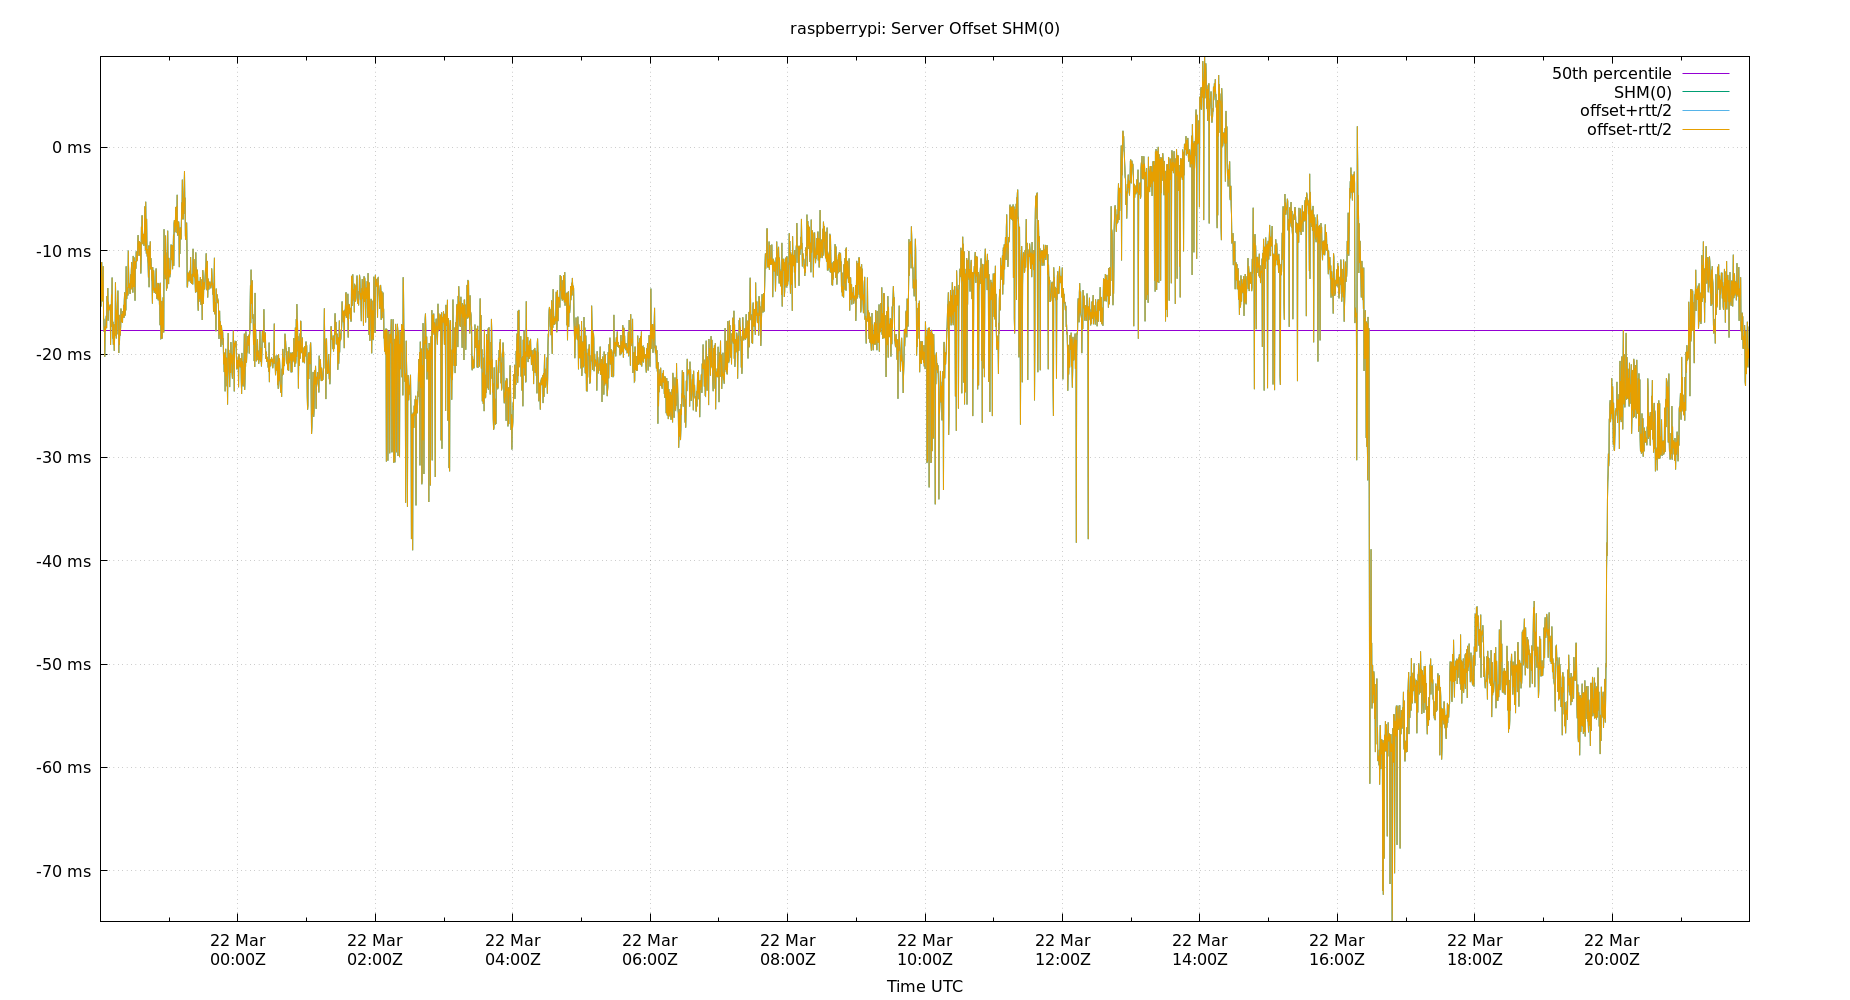 raspberrypi: Server Offset SHM(0)
50th percentile
SHM(0)
offset+rtt/2
offset-rtt/2
0 ms
-10 ms
-20 ms
-30 ms
-40 ms
-50 ms
-60 ms
-70 ms
22 Mar 22 Mar 22 Mar 22 Mar 22 Mar 22 Mar 22 Mar 22 Mar 22 Mar 22 Mar 22 Mar
00:00Z 02:00Z 04:00Z 06:00Z 08:00Z 10:00Z 12:00Z 14:00Z 16:00Z 18:00Z 20:00Z
Time UTC